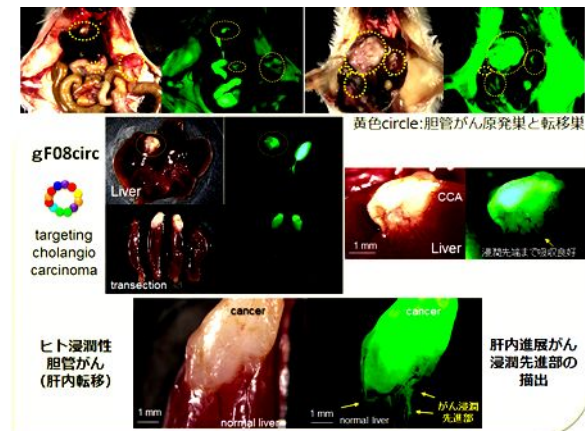 黄色circle:胆管がん原発巣と転移巣
gF08circ
targeting
cholangio
carcinoma
Liver
transection
CCA
Liver
1 mm
浸潤先端まで吸収良好
ヒト浸潤性
胆管がん
(肝内転移)
cancer
1 mm
normal liver
cancer
1 mm
normal liver
がん浸潤
先進部
肝内進展がん
浸潤先進部の
描出